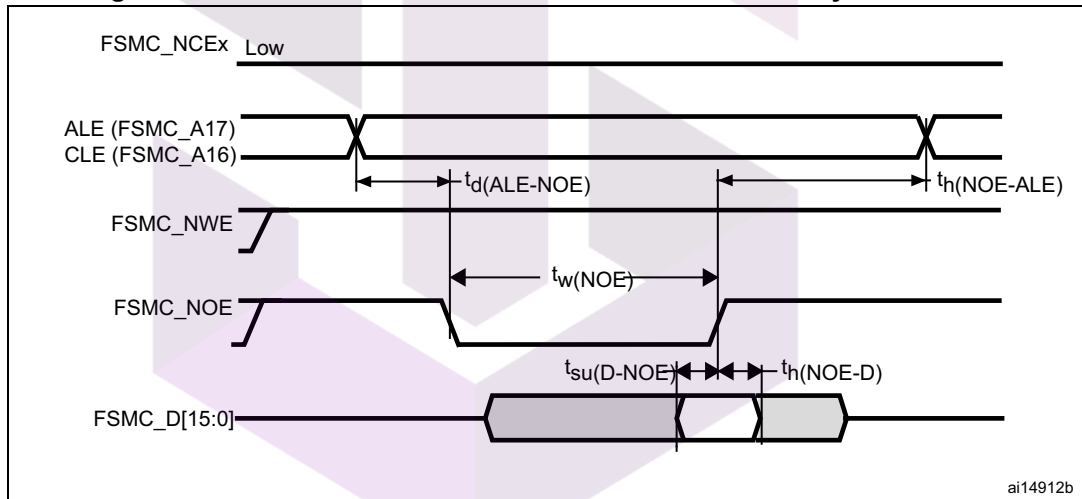 FSMC_NCEx Low
ALE (FSMC_A17)
CLE (FSMC_A16)
td(ALE-NOE)
th(NOE-ALE)
FSMC_NWE
tw(NOE)
FSMC_NOE
tsu(D-NOE)
th(NOE-D)
FSMC_D[15:0]
ai14912b